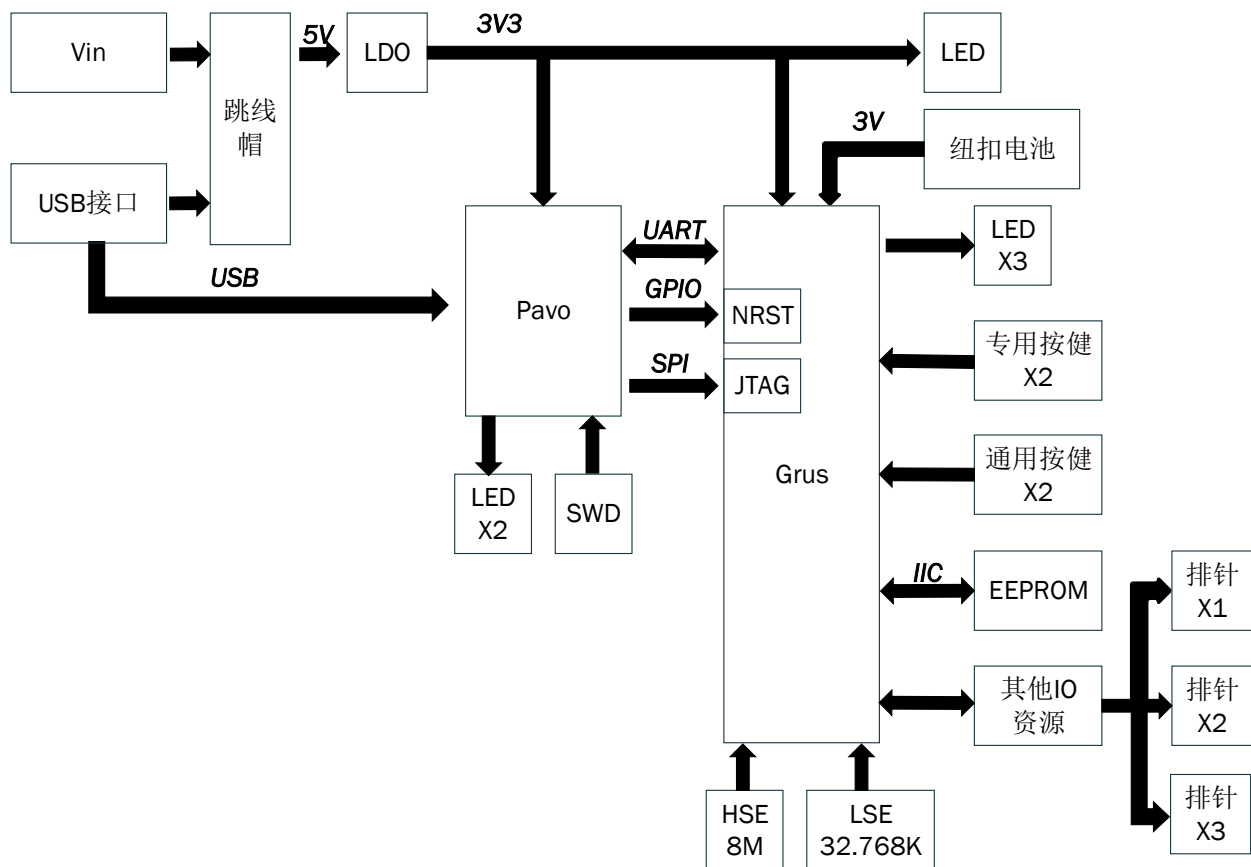 Vin
5V
LDO
3V3
LED
跳线
帽
3V
纽扣电池
USB接口
USB
Pavo
UART
GPIO
SPI
NRST
JTAG
Grus
LED
X3
专用按健
X2
通用按健
X2
LED
X2
SWD
IIC
EEPROM
其他IO
资源
排针
X1
排针
X2
排针
X3
HSE
8M
LSE
32.768K